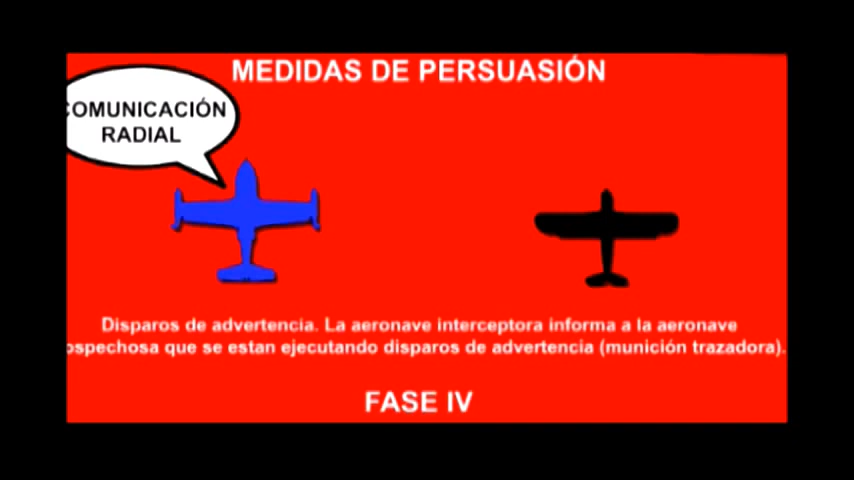 MEDIDAS DE PERSUASIÓN
COMUNICACIÓN
RADIAL
Disparos de advertencia. La aeronave interceptora informa a la aeronave
ospechosa que se estan ejecutando disparos de advertencia (munición trazadora).
FASE IV